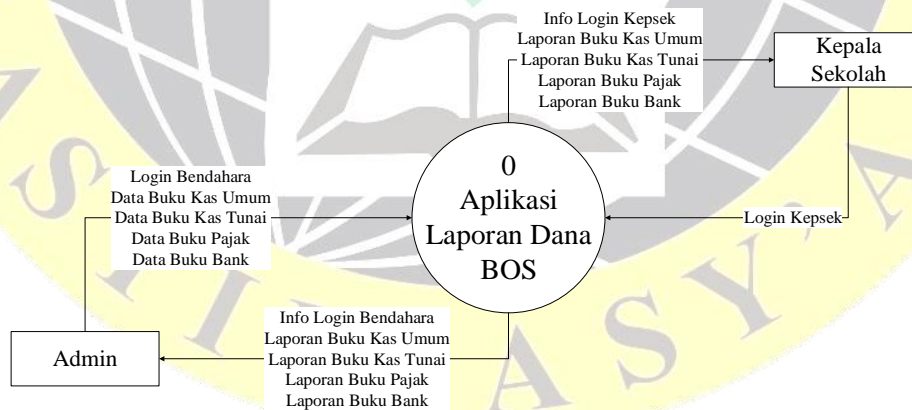 Info Login Kepsek
Laporan Buku Kas Umum
Laporan Buku Kas Tunai
Laporan Buku Pajak
Laporan Buku Bank
Kepala
Sekolah
0
Aplikasi
Laporan Dana
BOS
Login Bendahara
Data Buku Kas Umum
Data Buku Kas Tunai
Data Buku Pajak
Data Buku Bank
Login Kepsek
Admin
Info Login Bendahara
Laporan Buku Kas Umum
Laporan Buku Kas Tunai
Laporan Buku Pajak
Laporan Buku Bank